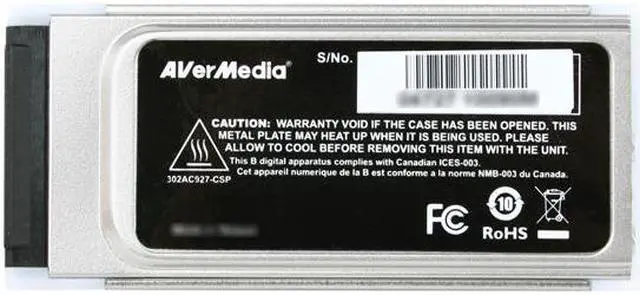 AVerMedia®
S/No.
CAUTION: WARRANTY VOID IF THE CASE HAS BEEN OPENED. THIS
METAL PLATE MAY HEAT UP WHEN IT IS BEING USED. PLEASE
ALLOW TO COOL BEFORE REMOVING THIS ITEM WITH THE UNIT.
This B digital apparatus complies with Canadian ICES-003.
Cet appareil numerique de la B est conforme a la norme NMB-003 du Canada.
302AC927-CSP
FC
10
RoHS